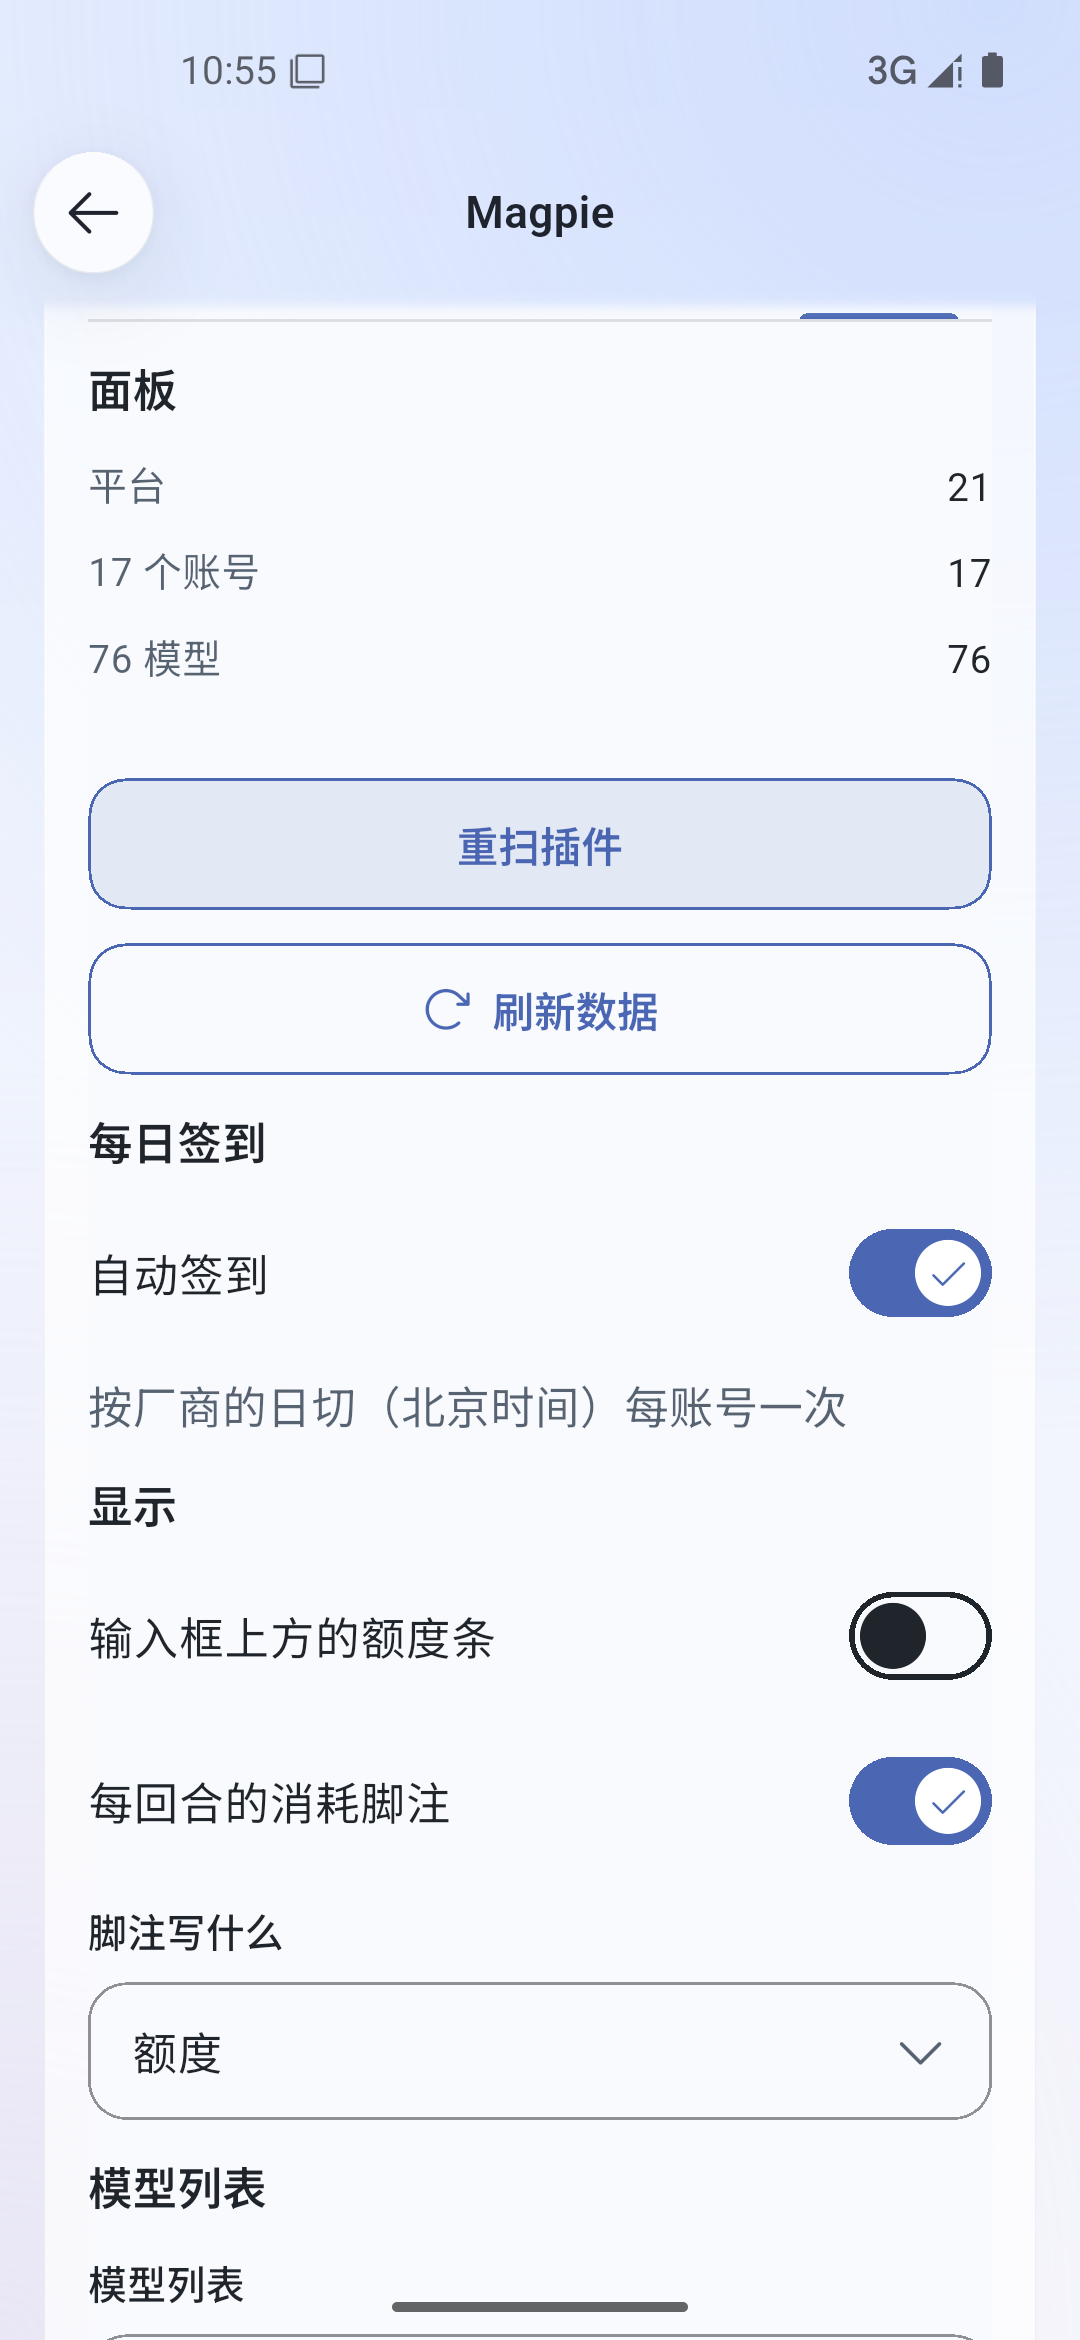 10:55
3G
Magpie
面板
平台
21
17 个账号
17
76 模型
76
重扫插件
刷新数据
每日签到
自动签到
按厂商的日切（北京时间）每账号一次
显示
输入框上方的额度条
每回合的消耗脚注
脚注写什么
额度
模型列表
模型列表